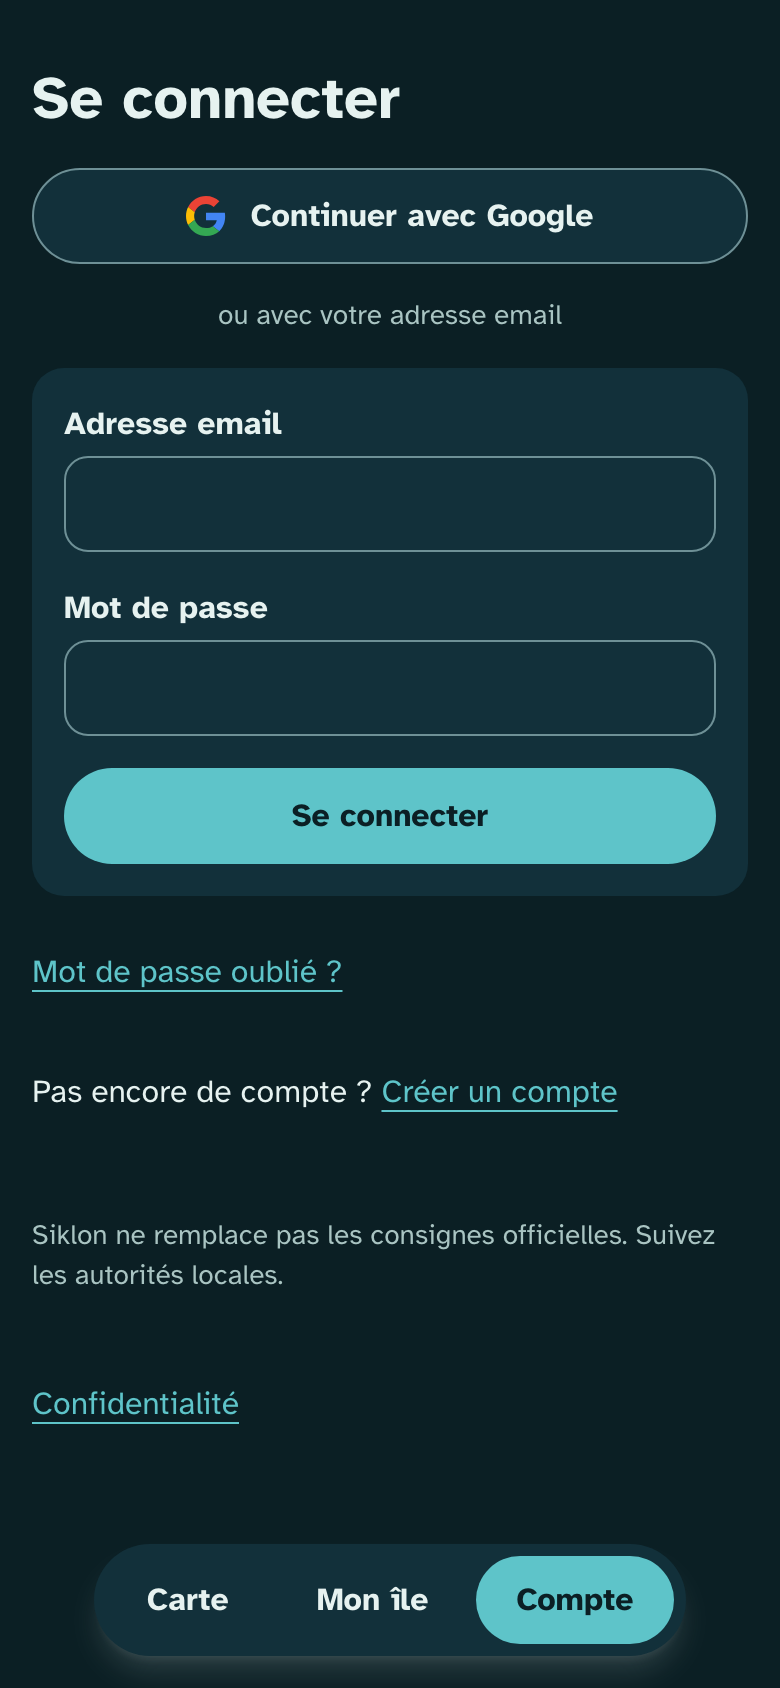 Se connecter
Continuer avec Google
ou avec votre adresse email
Adresse email
Mot de passe
Se connecter
Mot de passe oublié ?
Pas encore de compte ? Créer un compte
Siklon ne remplace pas les consignes officielles. Suivez
les autorités locales.
Confidentialité
Carte Mon île Compte